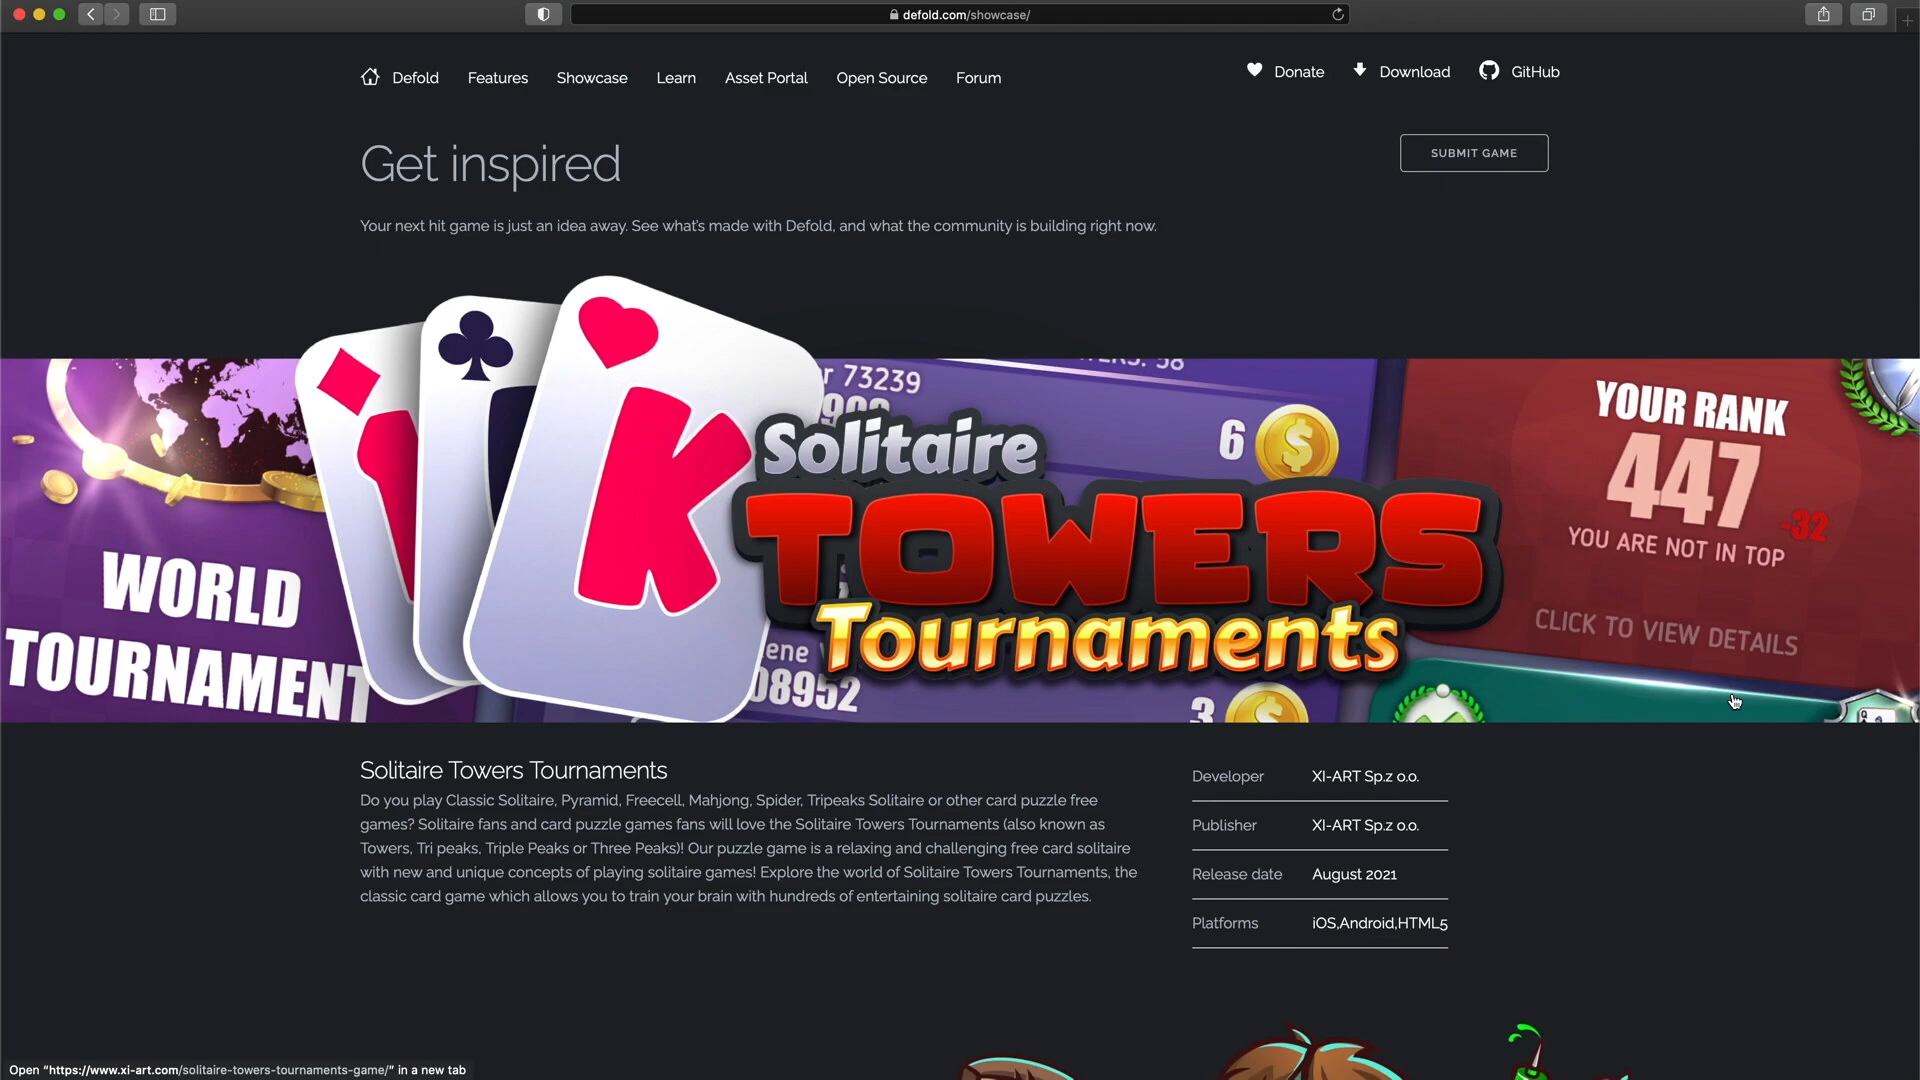 defold.com/showcase/
Defold
Features
Showcase
Learn
Asset Portal
Open Source
Forum
Donate
Download
GitHub
Get inspired
SUBMIT GAME
Your next hit game is just an idea away. See what's made with Defold, and what the community is building right now.
73239
6
YOUR RANK
447
-32
YOU ARE NOT IN TOP
CLICK TO VIEW DETAILS
WORLD
TOURNAMENT
K
Solitaire
TOWERS
Tournaments
08952
3
Solitaire Towers Tournaments
Do you play Classic Solitaire, Pyramid, Freecell, Mahjong, Spider, Tripeaks Solitaire or other card puzzle free
games? Solitaire fans and card puzzle games fans will love the Solitaire Towers Tournaments (also known as
Towers, Tri peaks, Triple Peaks or Three Peaks)! Our puzzle game is a relaxing and challenging free card solitaire
with new and unique concepts of playing solitaire games! Explore the world of Solitaire Towers Tournaments, the
classic card game which allows you to train your brain with hundreds of entertaining solitaire card puzzles.
Developer XI-ART Sp.z o.o.
Publisher XI-ART Sp.z o.o.
Release date August 2021
Platforms iOS,Android,HTML5
Open "https://www.xi-art.com/solitaire-towers-tournaments-game/" in a new tab